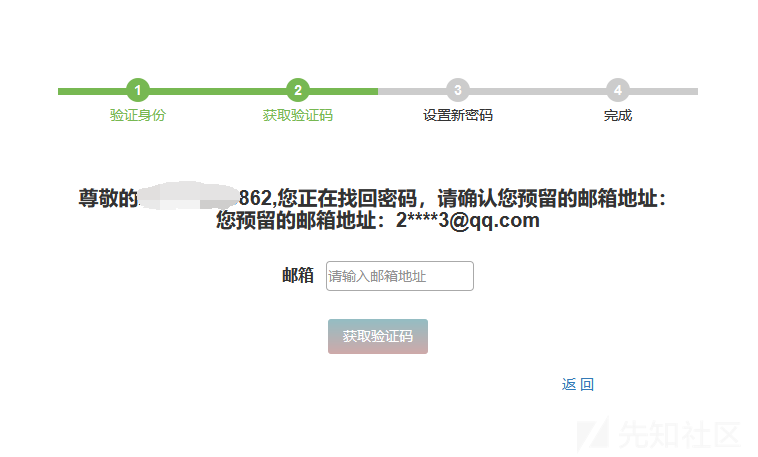 1 2 3 4
验证身份 获取验证码 设置新密码 完成
尊敬的 862,您正在找回密码，请确认您预留的邮箱地址：
您预留的邮箱地址：2****3@qq.com
邮箱 请输入邮箱地址
获取验证码
返 回
先知社区